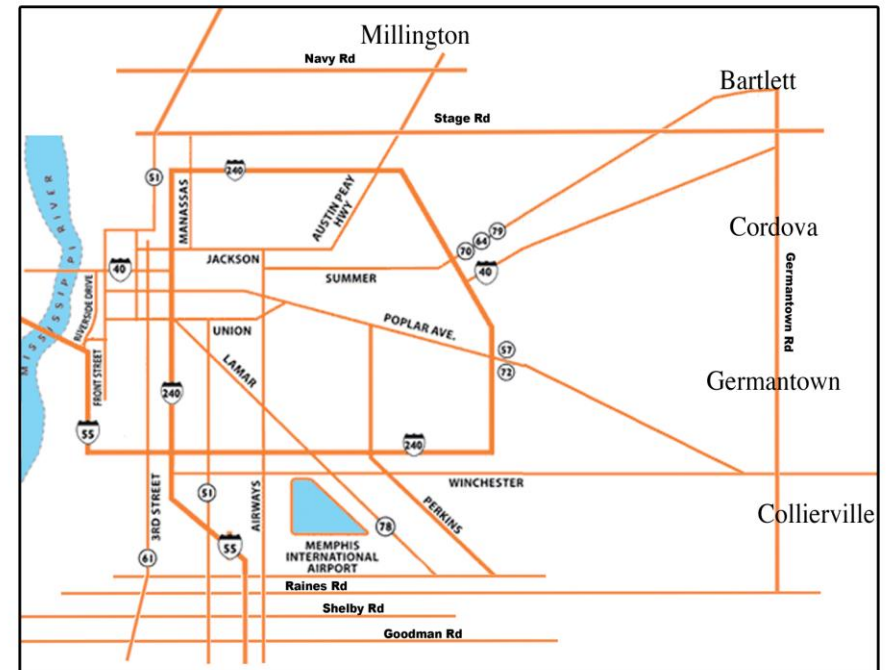 Millington
Navy Rd
Bartlett
Stage Rd
51
240
MANASSAS
AUSTIN PEAY
HWY
MISSISSIPPI RIVER
70 64 79
Cordova
JACKSON
40
40
SUMMER
Germantown Rd
RIVERSIDE DRIVE
UNION
POPLAR AVE.
57
72
FRONT STREET
LAMAR
Germantown
240
55
240
WINCHESTER
3RD STREET
51
AIRWAYS
PERKINS
Collierville
78
55
MEMPHIS
INTERNATIONAL
AIRPORT
61
Raines Rd
Shelby Rd
Goodman Rd